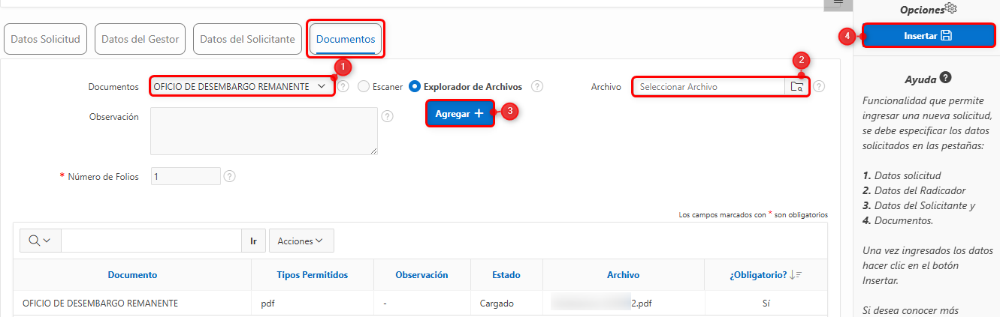 Opciones
Insertar
4
Datos Solicitud
Datos del Gestor
Datos del Solicitante
Documentos
1
2
Documentos
OFICIO DE DESEMBARGO REMANENTE
?
Escaner
Explorador de Archivos
?
Archivo
Seleccionar Archivo
?
Observación
?
Agregar +
3
* Número de Folios
1
?
Los campos marcados con * son obligatorios
Ir
Acciones
Documento
Tipos Permitidos
Observación
Estado
Archivo
¿Obligatorio?
OFICIO DE DESEMBARGO REMANENTE
pdf
-
Cargado
2.pdf
Sí
Ayuda ?
Funcionalidad que permite
ingresar una nueva solicitud,
se debe especificar los datos
solicitados en las pestañas:
1. Datos solicitud
2. Datos del Radicador
3. Datos del Solicitante y
4. Documentos.
Una vez ingresados los datos
hacer clic en el botón
Insertar.
Si desea conocer más